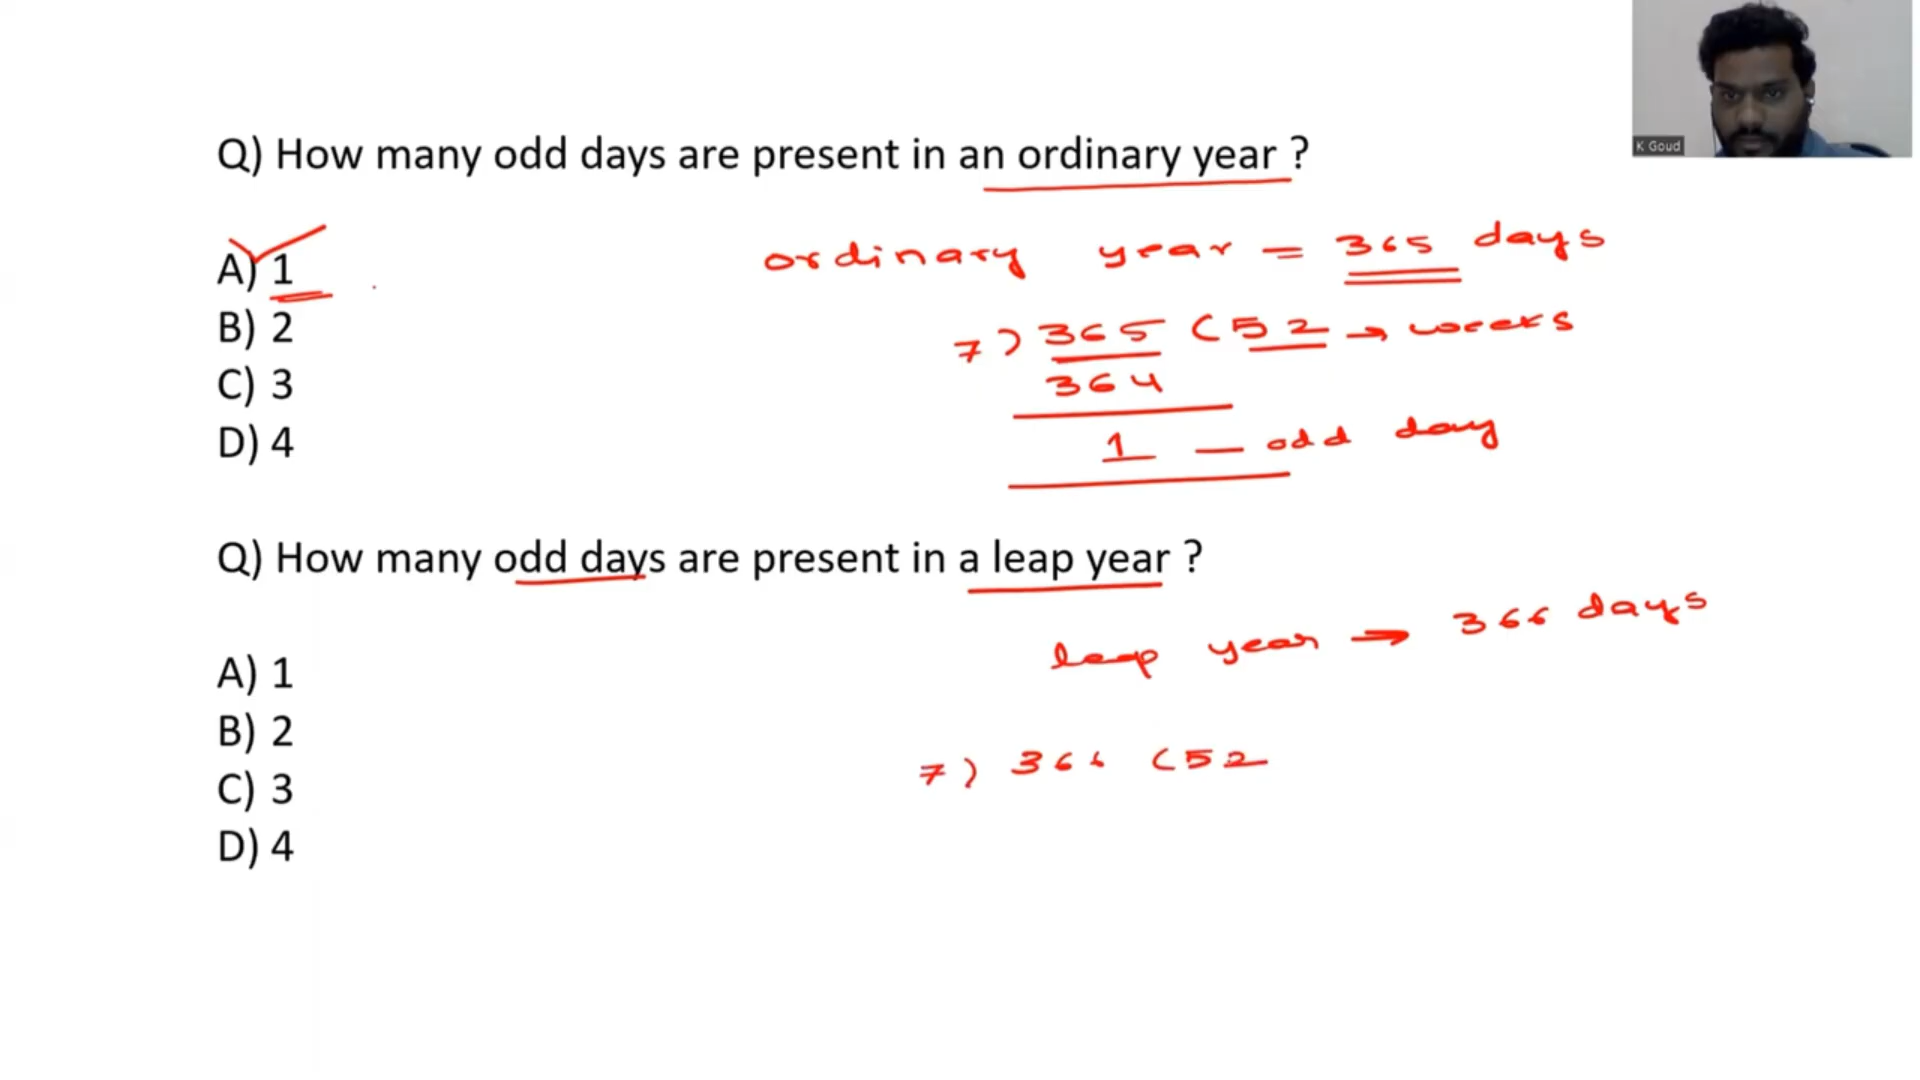 K Goud
Q) How many odd days are present in an ordinary year ?
A) 1
B) 2
C) 3
D) 4
ordinary year = 365 days
7) 365 (52 → weeks
364
1 — odd day
Q) How many odd days are present in a leap year ?
A) 1
B) 2
C) 3
D) 4
leap year → 366 days
7) 366 (52